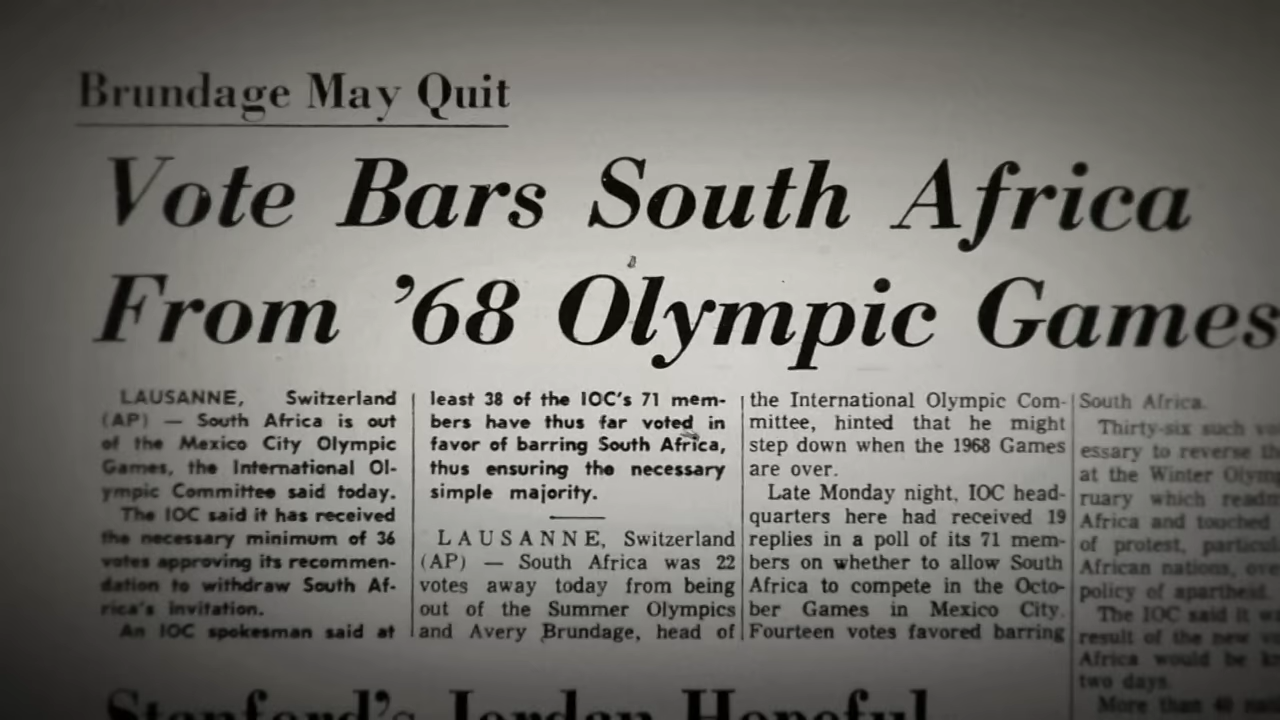 Brundage May Quit
Vote Bars South Africa
From '68 Olympic Games
LAUSANNE, Switzerland
(AP) — South Africa is out
of the Mexico City Olympic
Games, the International Ol-
ympic Committee said today.
The IOC said it has received
the necessary minimum of 36
votes approving its recommen-
dation to withdraw South Af-
rica's invitation.
An IOC spokesman said at
least 38 of the IOC's 71 mem-
bers have thus far voted in
favor of barring South Africa,
thus ensuring the necessary
simple majority.
LAUSANNE, Switzerland
(AP) — South Africa was 22
votes away today from being
out of the Summer Olympics
and Avery Brundage, head of
the International Olympic Com-
mittee, hinted that he might
step down when the 1968 Games
are over.
Late Monday night, IOC head-
quarters here had received 19
replies in a poll of its 71 mem-
bers on whether to allow South
Africa to compete in the Octo-
ber Games in Mexico City.
Fourteen votes favored barring
South Africa.
Thirty-six such
essary to reverse
at the Winter
ruary which
Africa and touched
of protest,
African nations,
policy of apartheid.
The IOC said it
result of the new
Africa would be
two days.
More than 40
Stanford's Jordan Hopeful